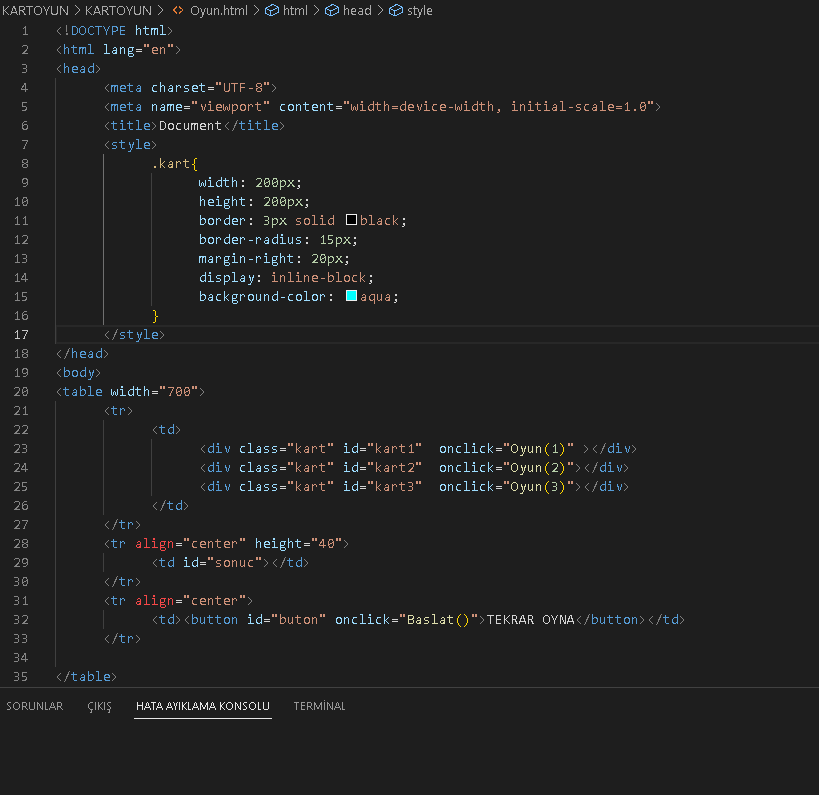 KARTOYUN > KARTOYUN > <> Oyun.html > html > head > style
1 <!DOCTYPE html>
2 <html lang="en">
3 <head>
4 <meta charset="UTF-8">
5 <meta name="viewport" content="width=device-width, initial-scale=1.0">
6 <title>Document</title>
7 <style>
8 .kart{
9 width: 200px;
10 height: 200px;
11 border: 3px solid black;
12 border-radius: 15px;
13 margin-right: 20px;
14 display: inline-block;
15 background-color: aqua;
16 }
17 </style>
18 </head>
19 <body>
20 <table width="700">
21 <tr>
22 <td>
23 <div class="kart" id="kart1"  onclick="Oyun(1)" ></div>
24 <div class="kart" id="kart2"  onclick="Oyun(2)"></div>
25 <div class="kart" id="kart3"  onclick="Oyun(3)"></div>
26 </td>
27 </tr>
28 <tr align="center" height="40">
29 <td id="sonuc"></td>
30 </tr>
31 <tr align="center">
32 <td><button id="buton" onclick="Baslat()">TEKRAR OYNA</button></td>
33 </tr>
34
35 </table>
SORUNLAR ÇIKIŞ HATA AYIKLAMA KONSOLU TERMİNAL